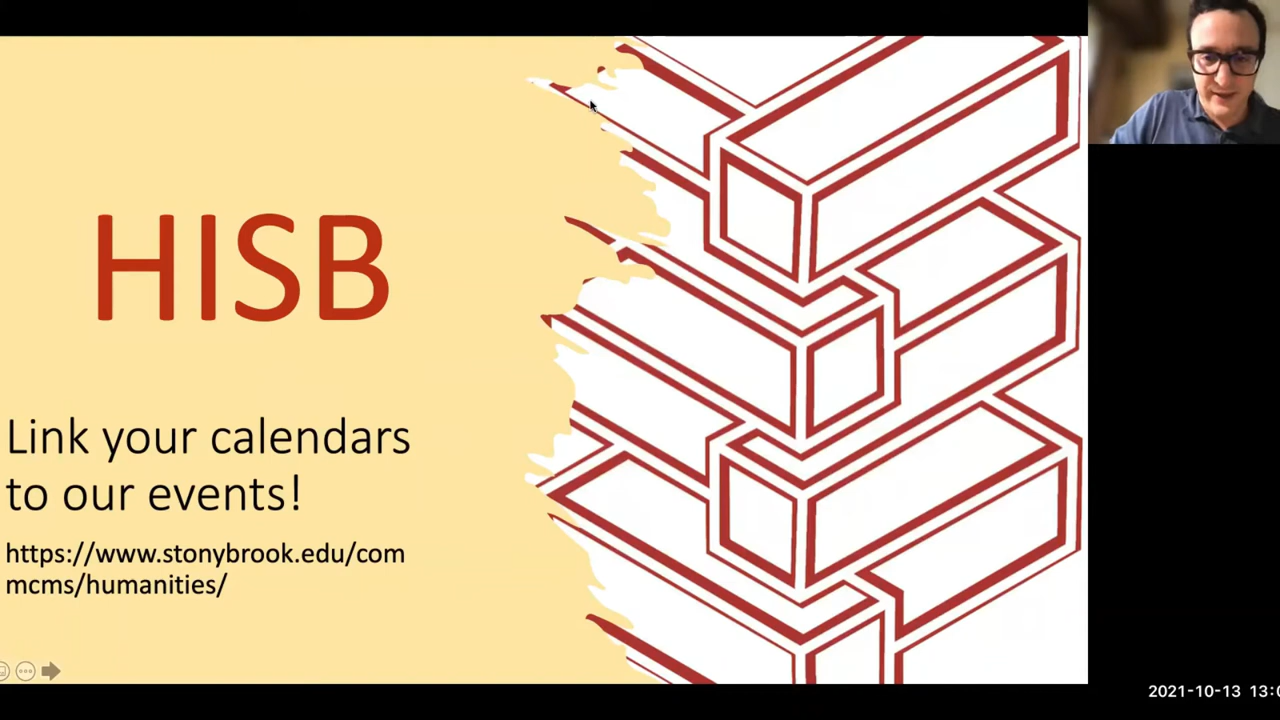 HISB
Link your calendars
to our events!
https://www.stonybrook.edu/com
mcms/humanities/
2021-10-13 13:0